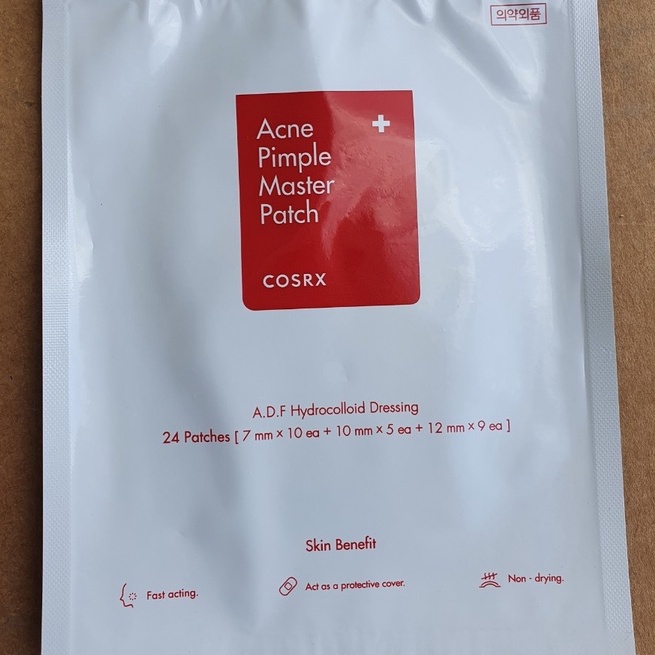 의약외품
Acne
Pimple
Master
Patch
COSRX
A.D.F Hydrocolloid Dressing
24 Patches [ 7 mm x 10 ea + 10 mm x 5 ea + 12 mm x 9 ea ]
Skin Benefit
Fast acting.
Act as a protective cover.
Non - drying.